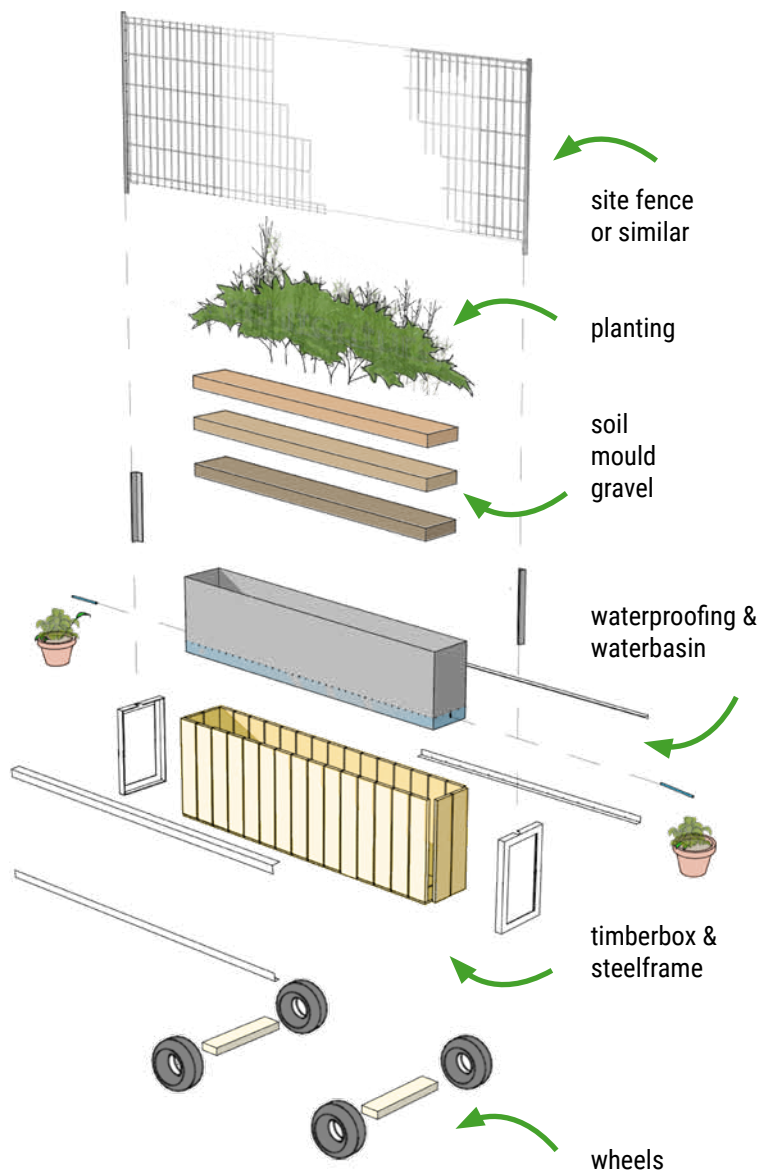 site fence
or similar
planting
soil
mould
gravel
waterproofing &
waterbasin
timberbox &
steelframe
wheels